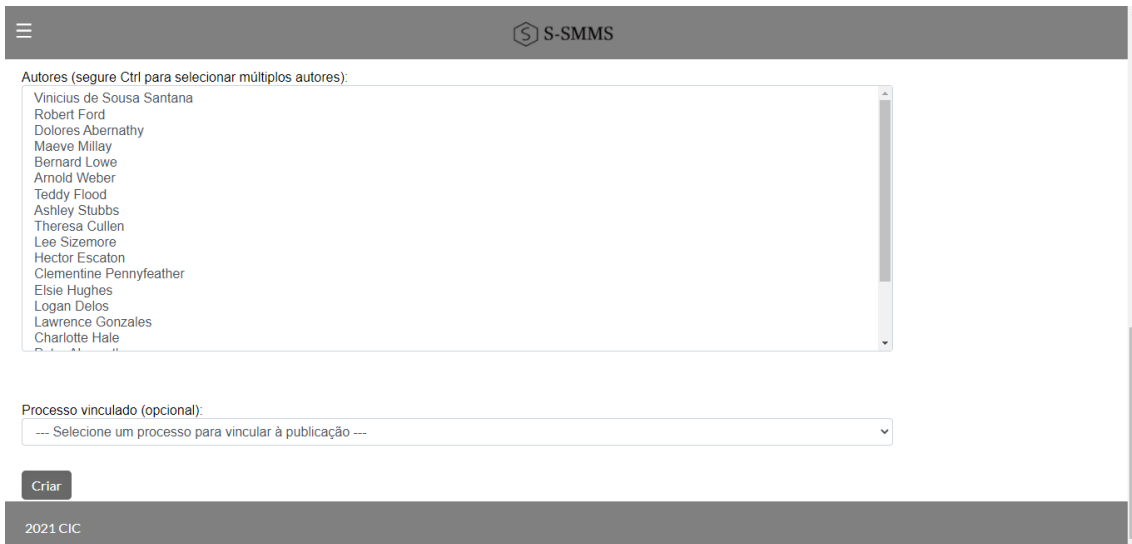 S-SMMS
Autores (segure Ctrl para selecionar múltiplos autores):
Vinicius de Sousa Santana
Robert Ford
Dolores Abernathy
Maeve Millay
Bernard Lowe
Arnold Weber
Teddy Flood
Ashley Stubbs
Theresa Cullen
Lee Sizemore
Hector Escaton
Clementine Pennyfeather
Elsie Hughes
Logan Delos
Lawrence Gonzales
Charlotte Hale
Processo vinculado (opcional):
--- Selecione um processo para vincular à publicação ---
Criar
2021 CIC